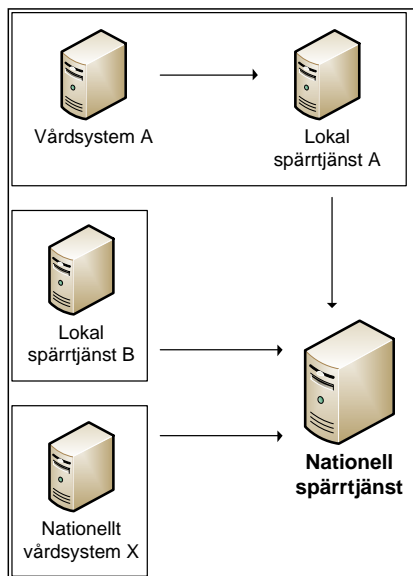 Vårdsystem A
Lokal
spärrtjänst A
Lokal
spärrtjänst B
Nationell
spärrtjänst
Nationellt
vårdsystem X